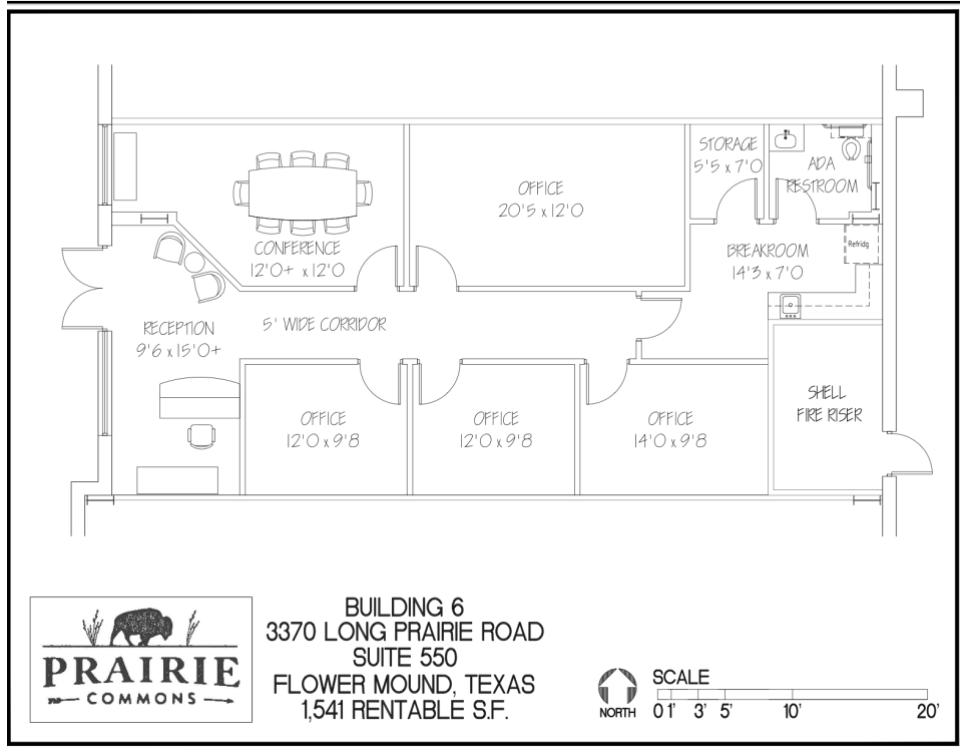 STORAGE
5'5 x 7'0
ADA
RESTROOM
OFFICE
20'5 x 12'0
CONFERENCE
12'0+ x 12'0
BREAKROOM
14'3 x 7'0
Refridg
RECEPTION
9'6 x 15'0+
5' WIDE CORRIDOR
OFFICE
12'0 x 9'8
OFFICE
12'0 x 9'8
OFFICE
14'0 x 9'8
SHELL
FIRE RISER
PRAIRIE
COMMONS
BUILDING 6
3370 LONG PRAIRIE ROAD
SUITE 550
FLOWER MOUND, TEXAS
1,541 RENTABLE S.F.
NORTH
SCALE
0 1' 3' 5' 10' 20'